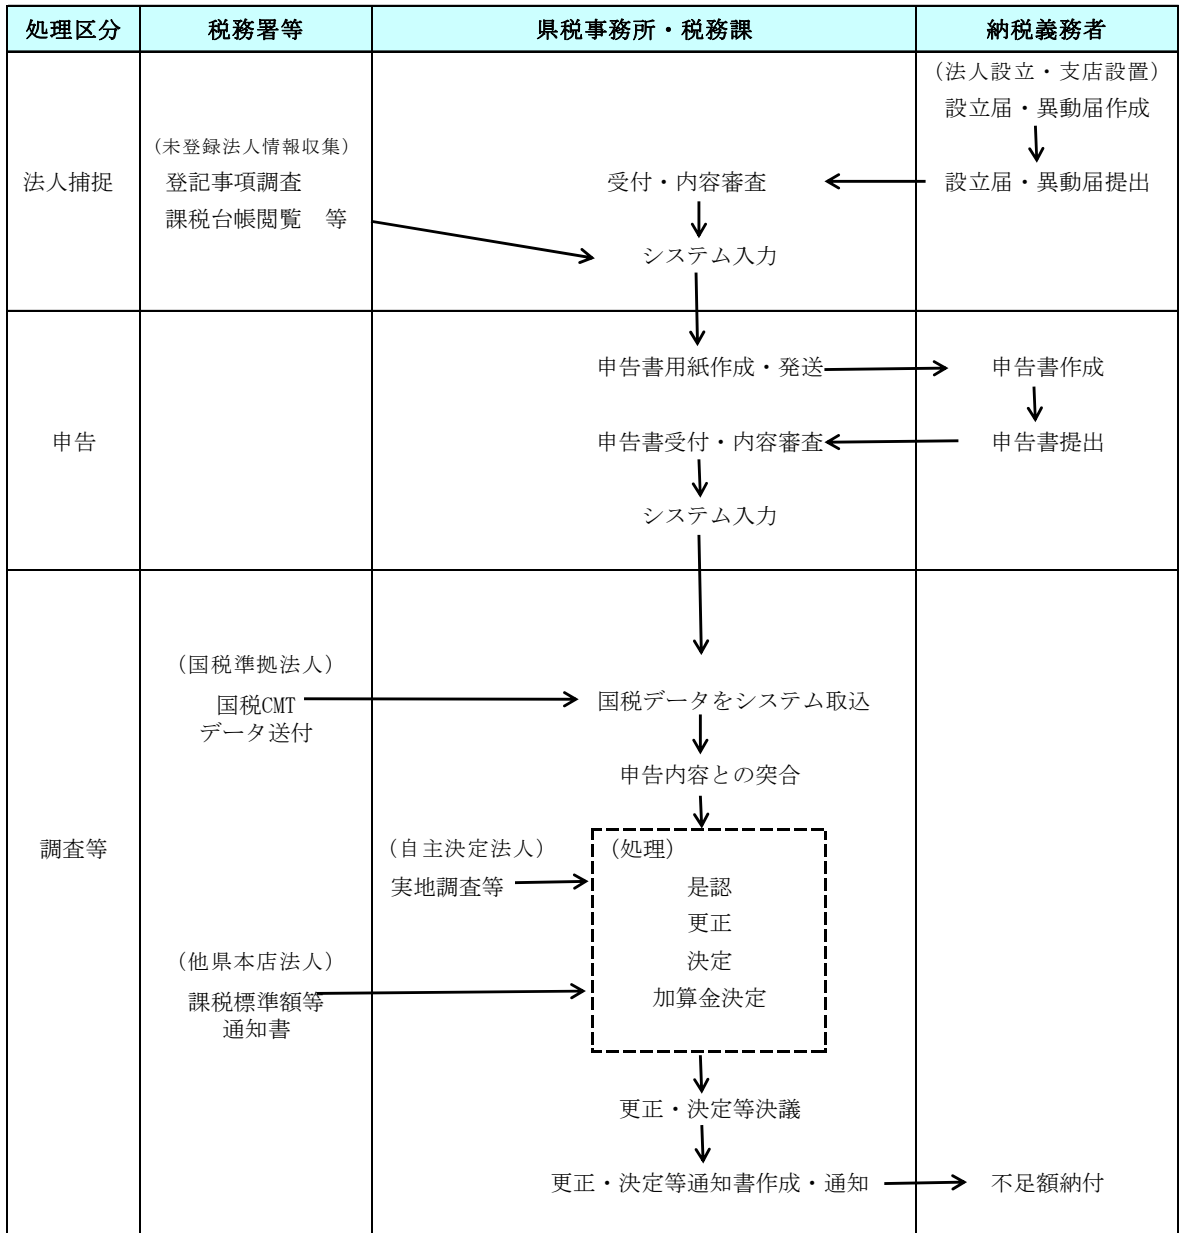 処理区分 税務署等 県税事務所・税務課 納税義務者
（法人設立・支店設置）
設立届・異動届作成
（未登録法人情報収集）
法人捕捉 登記事項調査 受付・内容審査 設立届・異動届提出
課税台帳閲覧　等
システム入力
申告書用紙作成・発送 申告書作成
申告 申告書受付・内容審査 申告書提出
システム入力
（国税準拠法人）
国税CMT 国税データをシステム取込
データ送付
申告内容との突合
調査等 （自主決定法人） （処理）
実地調査等 是認
更正
（他県本店法人） 決定
課税標準額等 加算金決定
通知書
更正・決定等決議
更正・決定等通知書作成・通知 不足額納付